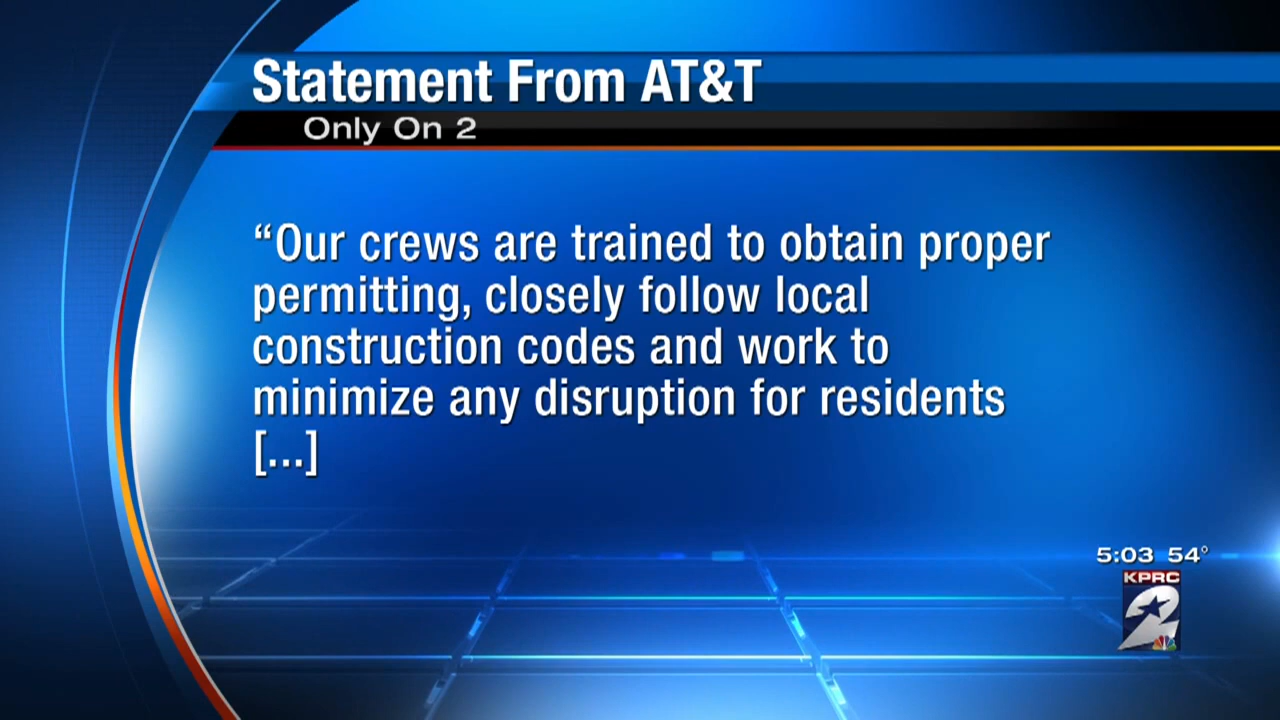 Statement From AT&T
Only On 2
“Our crews are trained to obtain proper
permitting, closely follow local
construction codes and work to
minimize any disruption for residents
[...]
5:03 54°
KPRC
2